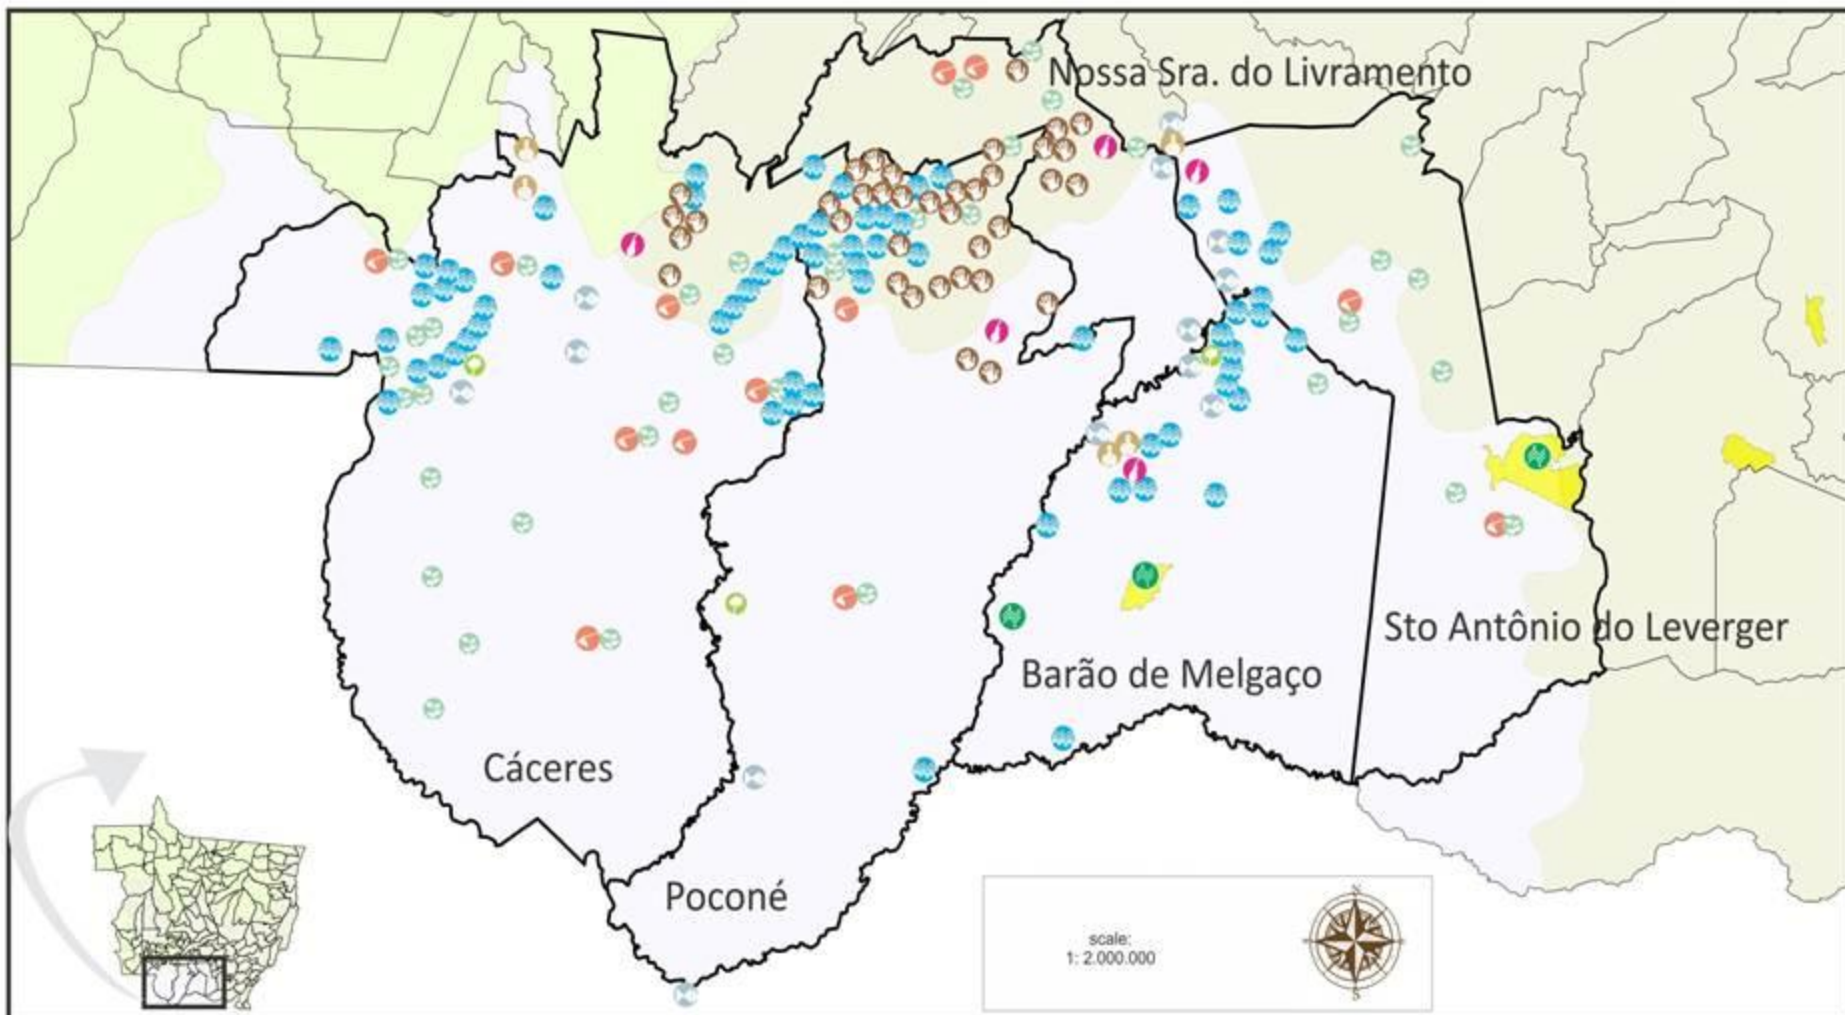 Nossa Sra. do Livramento
Sto Antônio do Leverger
Barão de Melgaço
Cáceres
Poconé
scale:
1: 2.000.000
S
S